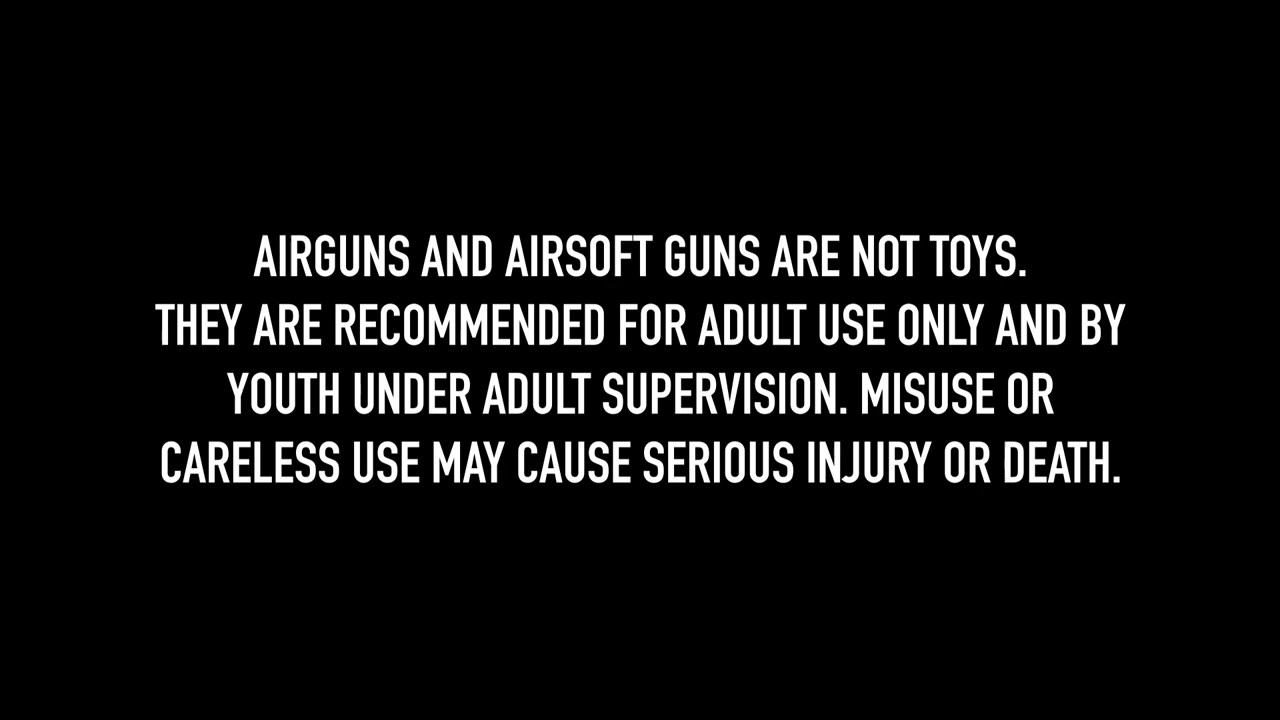 AIRGUNS AND AIRSOFT GUNS ARE NOT TOYS.
THEY ARE RECOMMENDED FOR ADULT USE ONLY AND BY
YOUTH UNDER ADULT SUPERVISION. MISUSE OR
CARELESS USE MAY CAUSE SERIOUS INJURY OR DEATH.